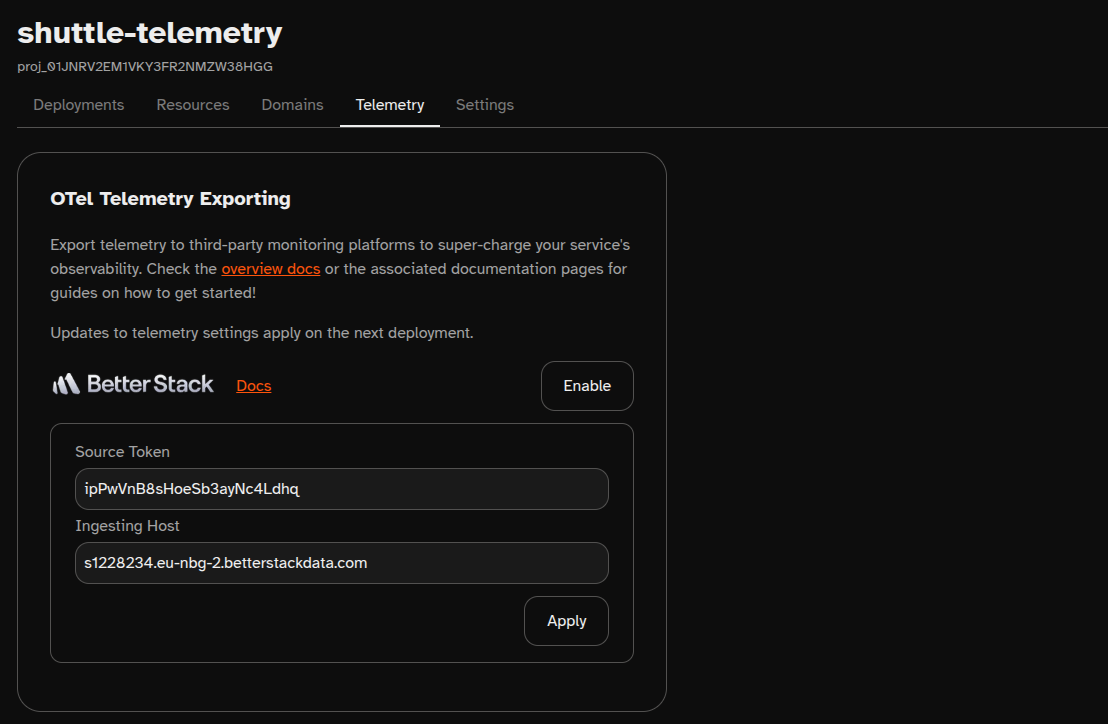 shuttle-telemetry
proj_01JNRV2EM1VKY3FR2NMZW38HGG
Deployments Resources Domains Telemetry Settings
OTel Telemetry Exporting
Export telemetry to third-party monitoring platforms to super-charge your service's
observability. Check the overview docs or the associated documentation pages for
guides on how to get started!
Updates to telemetry settings apply on the next deployment.
Better Stack Docs Enable
Source Token
ipPwVnB8sHoeSb3ayNc4Ldhq
Ingesting Host
s1228234.eu-nbg-2.betterstackdata.com
Apply